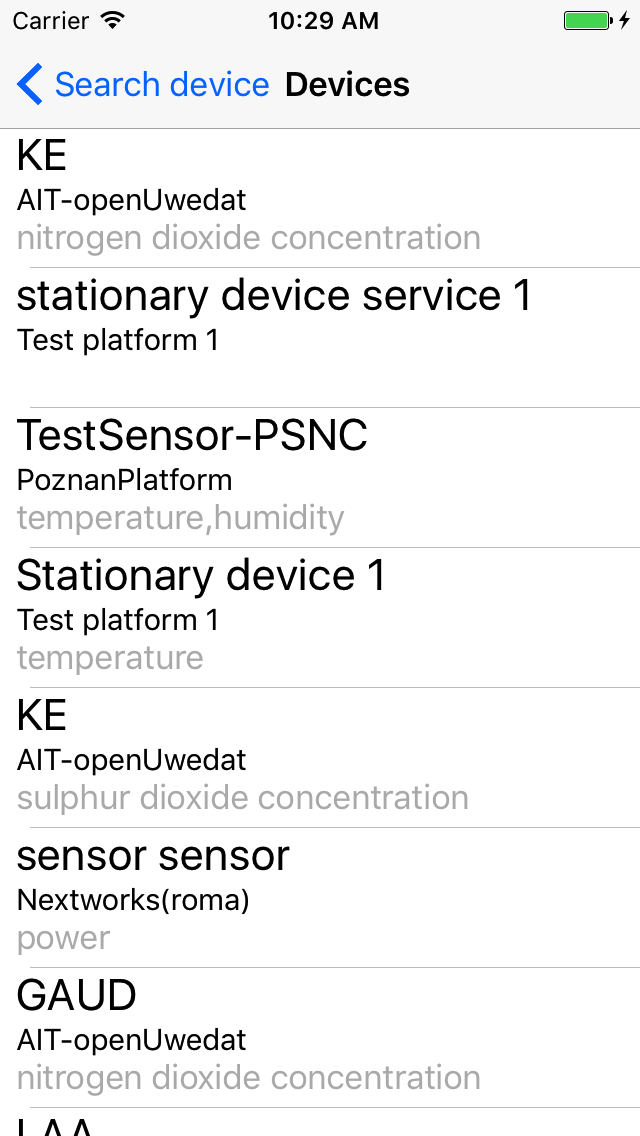 Carrier 10:29 AM
Search device Devices
KE
AIT-openUwedat
nitrogen dioxide concentration
stationary device service 1
Test platform 1
TestSensor-PSNC
PoznanPlatform
temperature,humidity
Stationary device 1
Test platform 1
temperature
KE
AIT-openUwedat
sulphur dioxide concentration
sensor sensor
Nextworks(roma)
power
GAUD
AIT-openUwedat
nitrogen dioxide concentration